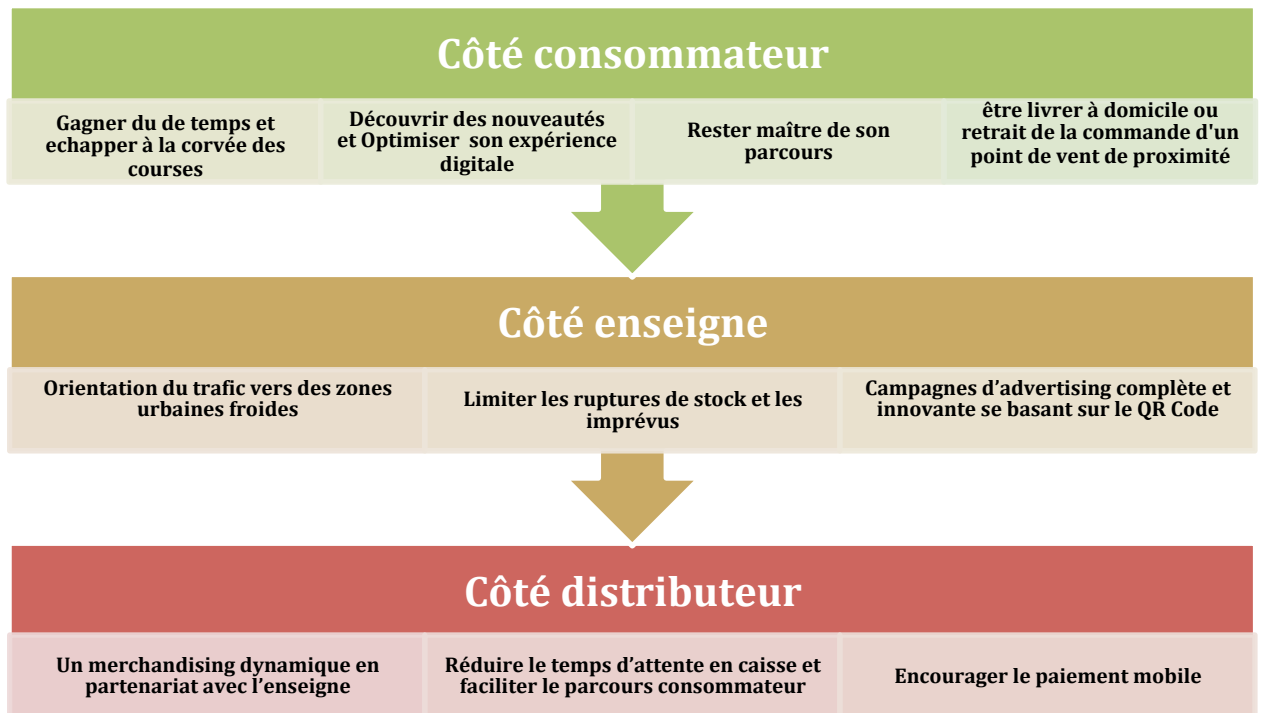 Côté consommateur
Gagner du de temps et
echapper à la corvée des
courses
Découvrir des nouveautés
et Optimiser son expérience
digitale
Rester maître de son
parcours
être livrer à domicile ou
retrait de la commande d'un
point de vent de proximité
Côté enseigne
Orientation du trafic vers des zones
urbaines froides
Limiter les ruptures de stock et les
imprévus
Campagnes d’advertising complète et
innovante se basant sur le QR Code
Côté distributeur
Un merchandising dynamique en
partenariat avec l’enseigne
Réduire le temps d’attente en caisse et
faciliter le parcours consommateur
Encourager le paiement mobile